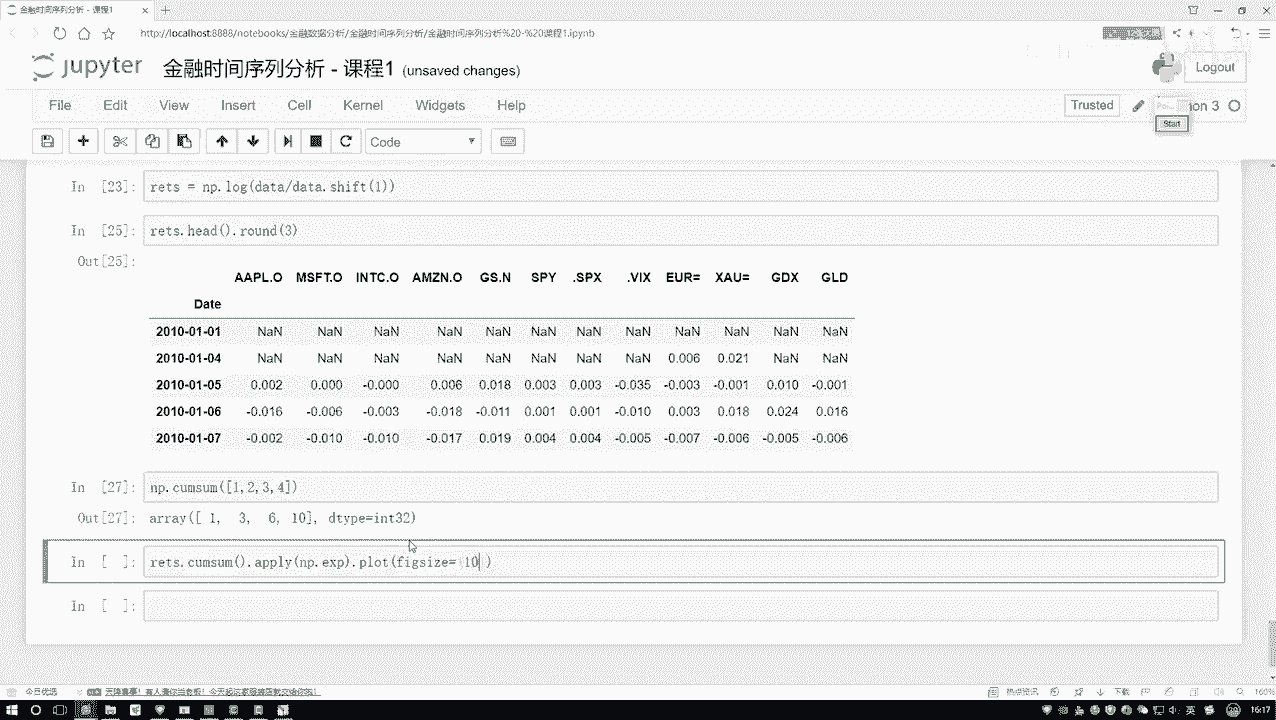 金融时间序列分析 - 课程1
http://localhost:8888/notebooks/金融数据分析/金融时间序列分析/金融时间序列分析%20-%20课程1.ipynb
jupyter 金融时间序列分析 - 课程1 (unsaved changes)
Logout
File Edit View Insert Cell Kernel Widgets Help
Trusted
on 3
Start
Code
In [23]: rets = np.log(data/data.shift(1))
In [25]: rets.head().round(3)
Out[25]:
AAPL.O MSFT.O INTC.O AMZN.O GS.N SPY .SPX .VIX EUR= XAU= GDX GLD
Date
2010-01-01 NaN NaN NaN NaN NaN NaN NaN NaN NaN NaN NaN NaN
2010-01-04 NaN NaN NaN NaN NaN NaN NaN NaN 0.006 0.021 NaN NaN
2010-01-05 0.002 0.000 -0.000 0.006 0.018 0.003 0.003 -0.035 -0.003 -0.001 0.010 -0.001
2010-01-06 -0.016 -0.006 -0.003 -0.018 -0.011 0.001 0.001 -0.010 0.003 0.018 0.024 0.016
2010-01-07 -0.002 -0.010 -0.010 -0.017 0.019 0.004 0.004 -0.005 -0.007 -0.006 -0.005 -0.006
In [27]: np.cumsum([1,2,3,4])
Out[27]: array([ 1, 3, 6, 10], dtype=int32)
In [ ]: rets.cumsum().apply(np.exp).plot(figsize= 10 )
In [ ]:
今日优选
热点资讯 下载 160%
英 16:17